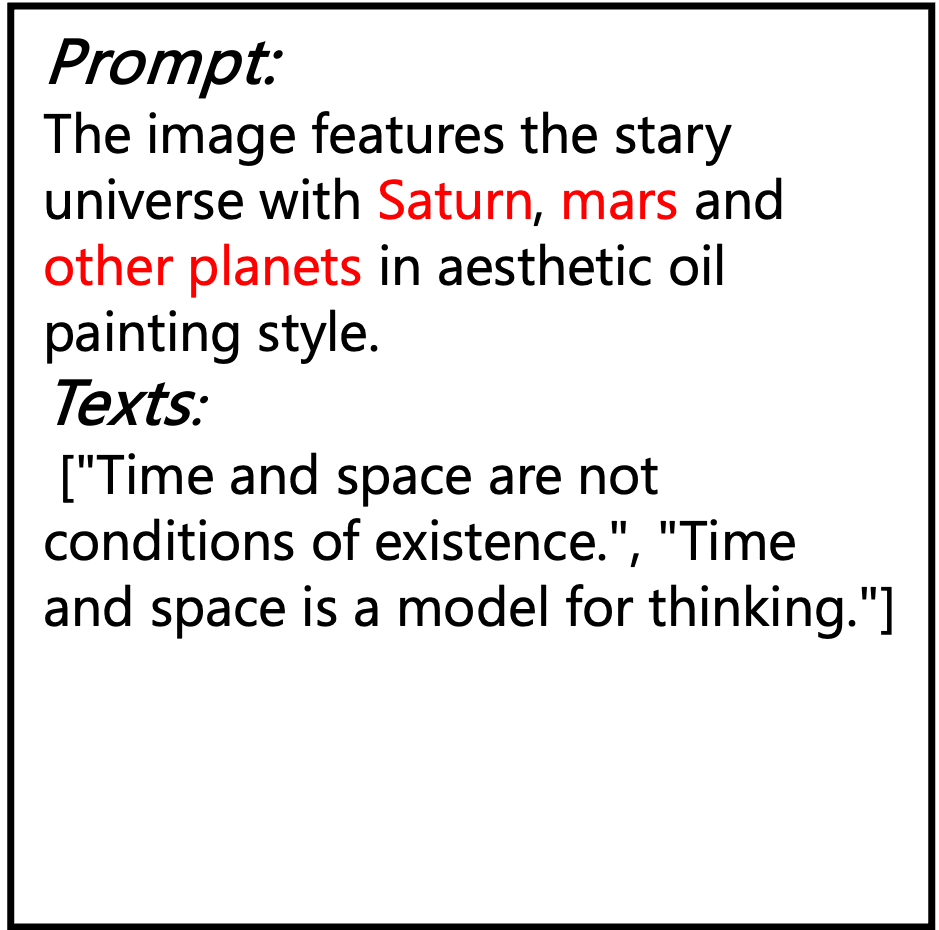 Prompt:
The image features the stary
universe with Saturn, mars and
other planets in aesthetic oil
painting style.
Texts:
["Time and space are not
conditions of existence.", "Time
and space is a model for thinking."]